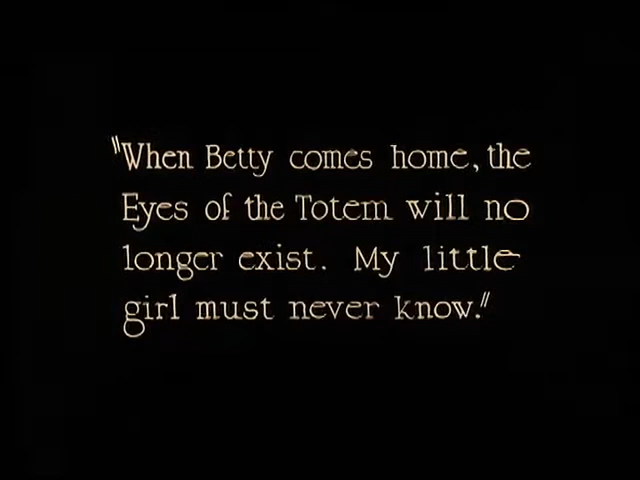 "When Betty comes home, the
Eyes of the Totem will no
longer exist. My little
girl must never know."